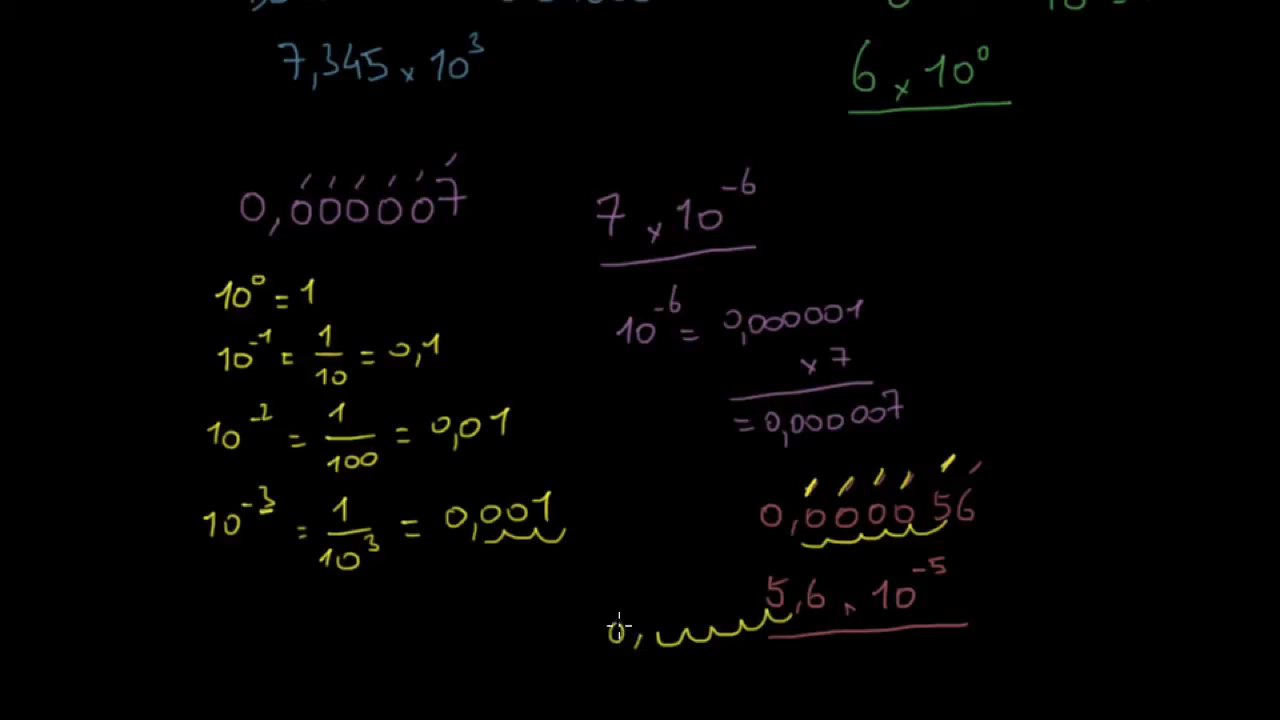 7,345 × 10³
6 × 10⁰
0,000007
7 × 10⁻⁶
10⁰ = 1
10⁻⁶ = 0,000001
10⁻¹ = 1/10 = 0,1
× 7
= 0,000007
10⁻² = 1/100 = 0,01
0,000056
10⁻³ = 1/10³ = 0,001
5,6 × 10⁻⁵
0,